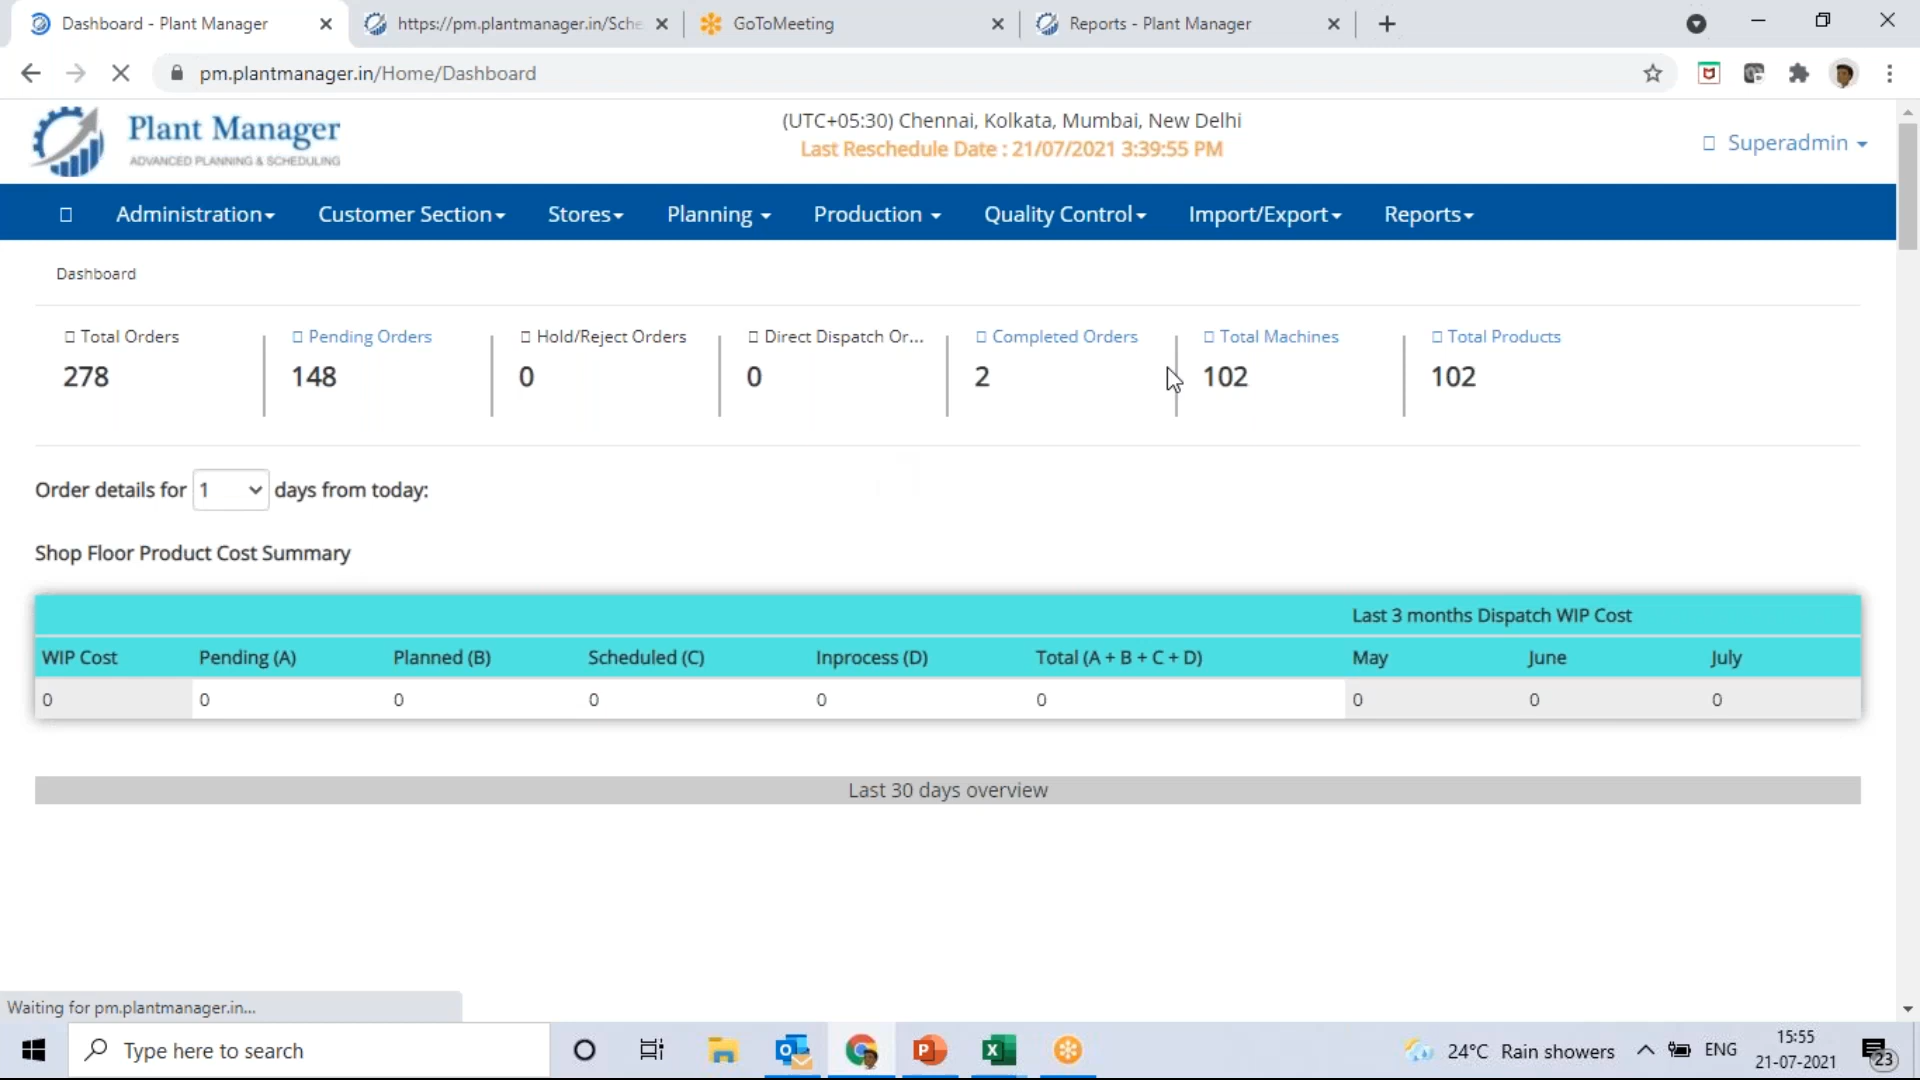 Dashboard - Plant Manager
https://pm.plantmanager.in/Sche
GoToMeeting
Reports - Plant Manager
pm.plantmanager.in/Home/Dashboard
Plant Manager
ADVANCED PLANNING & SCHEDULING
(UTC+05:30) Chennai, Kolkata, Mumbai, New Delhi
Last Reschedule Date : 21/07/2021 3:39:55 PM
Superadmin
Administration Customer Section Stores Planning Production Quality Control Import/Export Reports
Dashboard
Total Orders Pending Orders Hold/Reject Orders Direct Dispatch Or... Completed Orders Total Machines Total Products
278 148 0 0 2 102 102
Order details for 1 days from today:
Shop Floor Product Cost Summary
Last 3 months Dispatch WIP Cost
WIP Cost Pending (A) Planned (B) Scheduled (C) Inprocess (D) Total (A + B + C + D) May June July
0 0 0 0 0 0 0 0 0
Last 30 days overview
Waiting for pm.plantmanager.in...
Type here to search
24°C Rain showers
ENG
15:55
21-07-2021
23